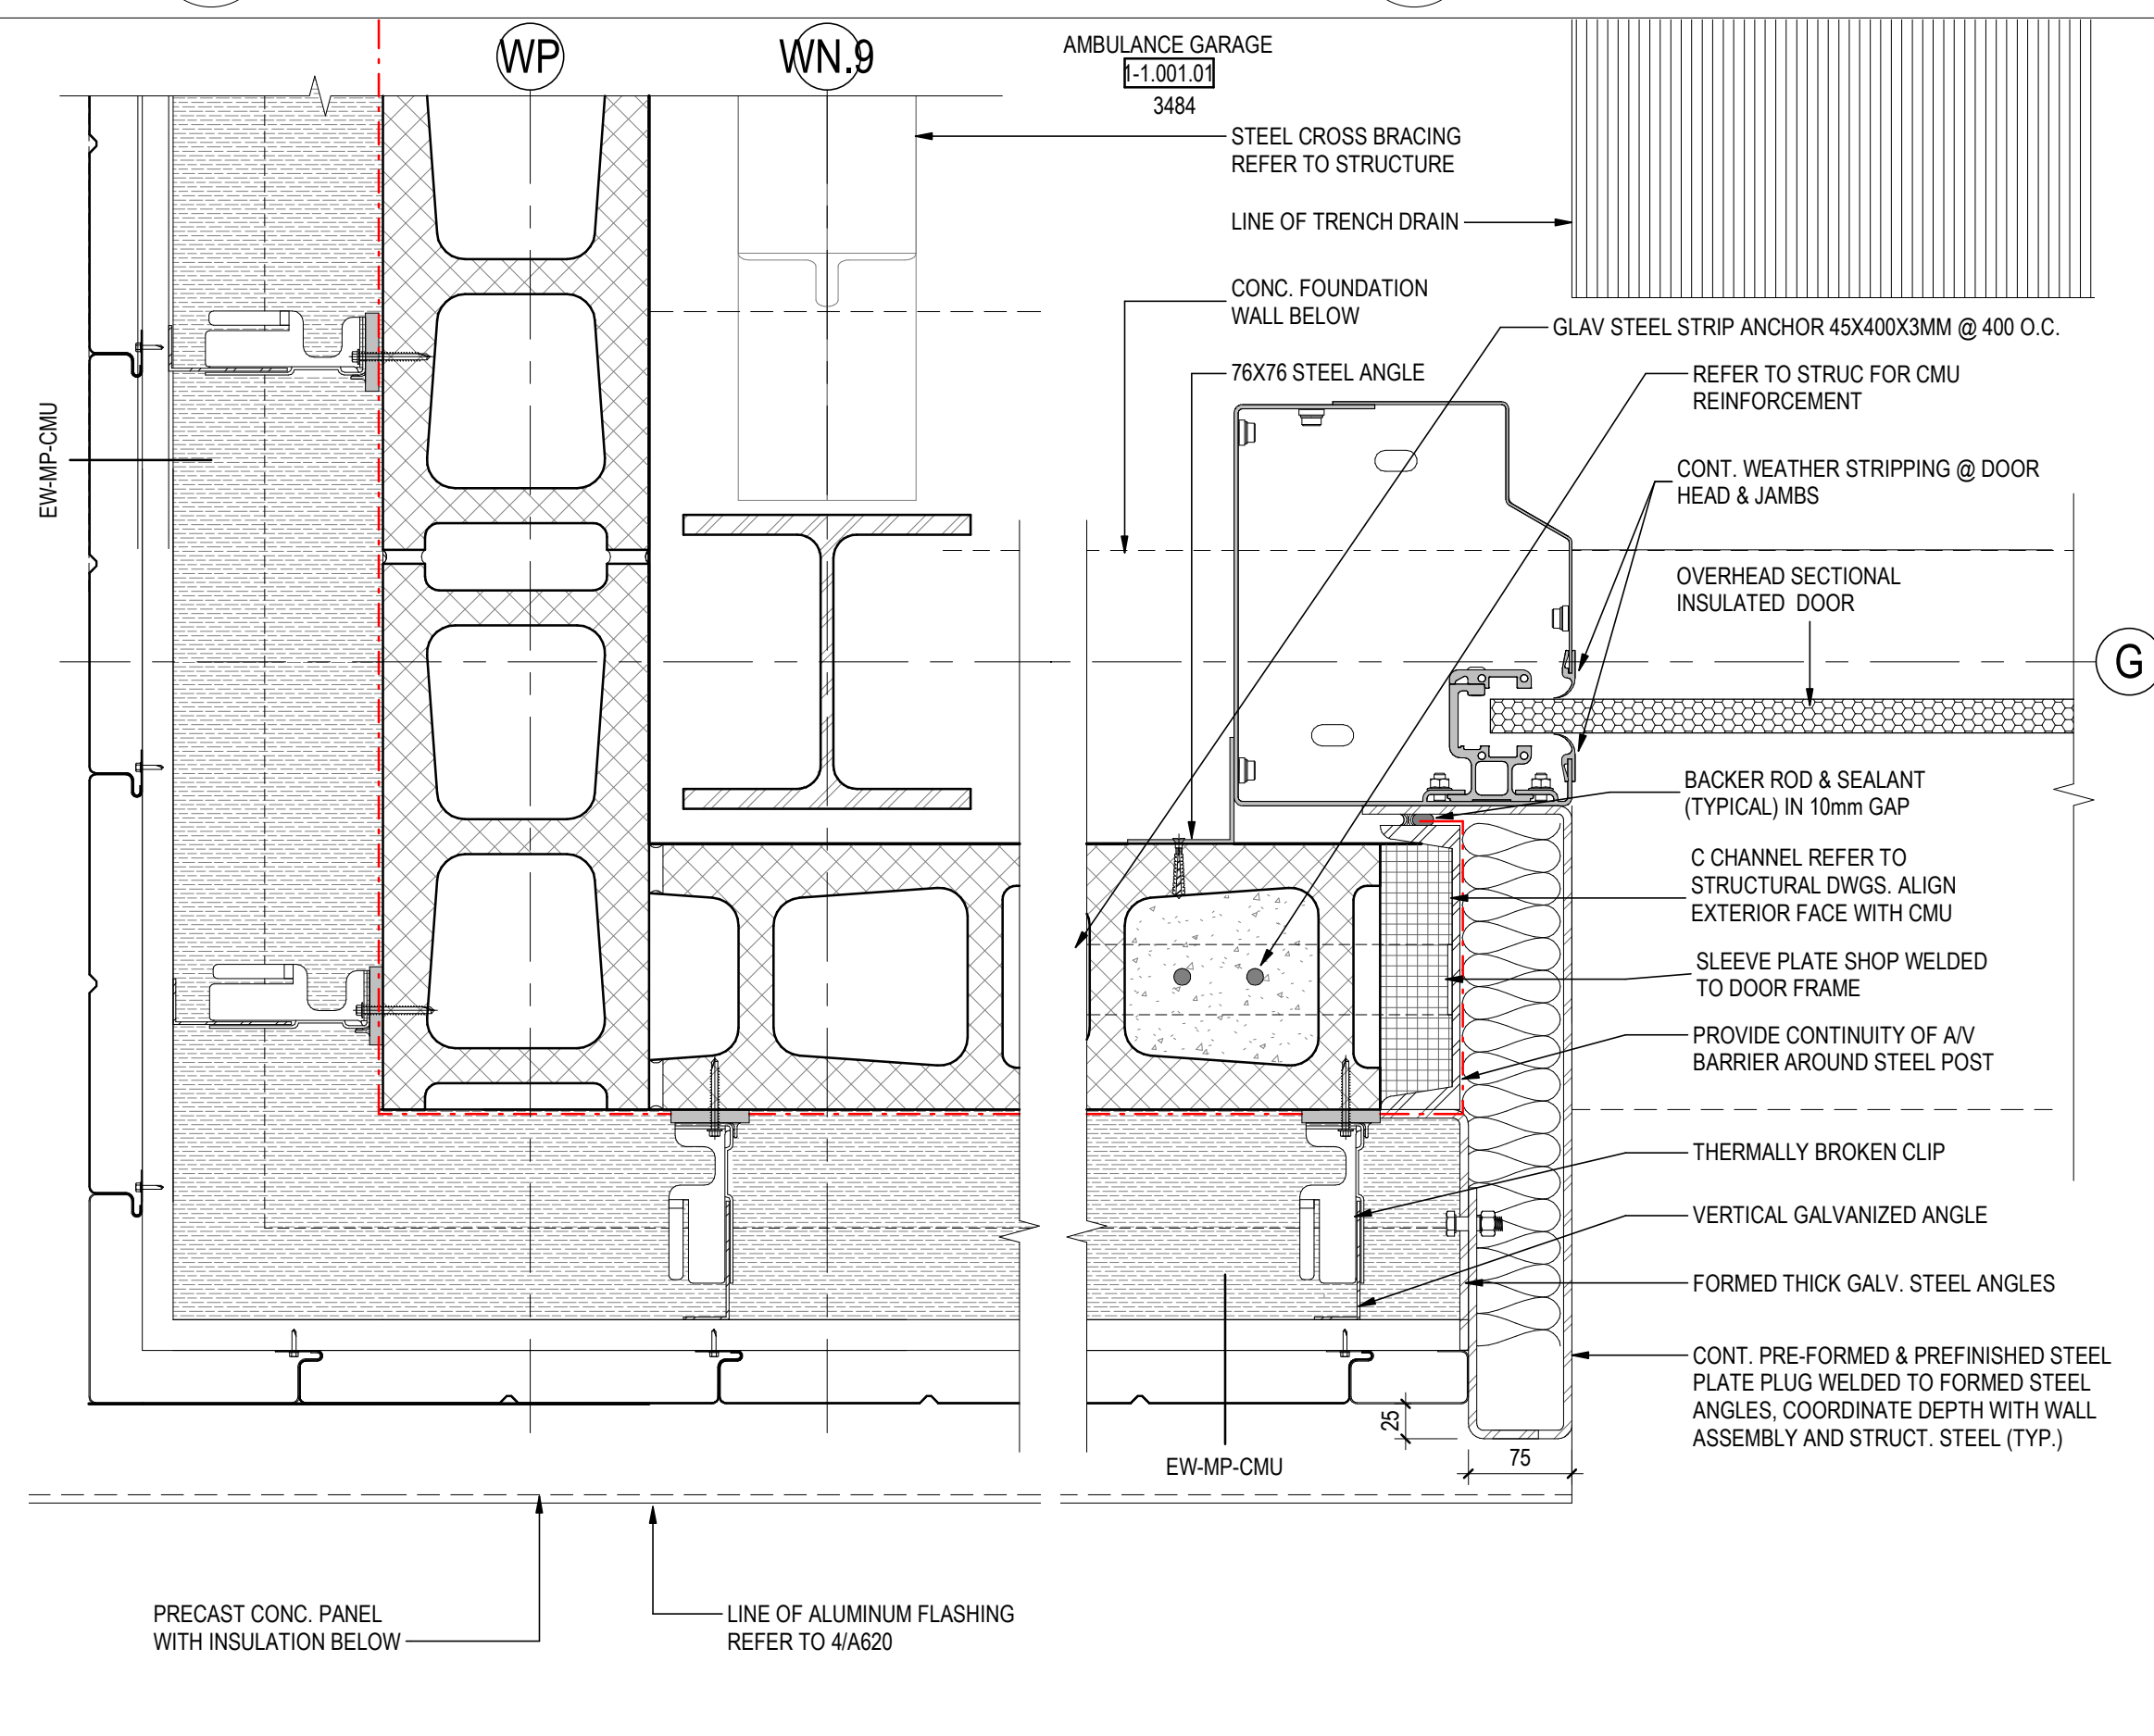 WP
WN.9
AMBULANCE GARAGE
1-1.001.01
3484
STEEL CROSS BRACING
REFER TO STRUCTURE
LINE OF TRENCH DRAIN
CONC. FOUNDATION
WALL BELOW
GLAV STEEL STRIP ANCHOR 45X400X3MM @ 400 O.C.
76X76 STEEL ANGLE
REFER TO STRUC FOR CMU
REINFORCEMENT
EW-MP-CMU
CONT. WEATHER STRIPPING @ DOOR
HEAD & JAMBS
OVERHEAD SECTIONAL
INSULATED DOOR
G
BACKER ROD & SEALANT
(TYPICAL) IN 10mm GAP
C CHANNEL REFER TO
STRUCTURAL DWGS. ALIGN
EXTERIOR FACE WITH CMU
SLEEVE PLATE SHOP WELDED
TO DOOR FRAME
PROVIDE CONTINUITY OF A/V
BARRIER AROUND STEEL POST
THERMALLY BROKEN CLIP
VERTICAL GALVANIZED ANGLE
FORMED THICK GALV. STEEL ANGLES
CONT. PRE-FORMED & PREFINISHED STEEL
PLATE PLUG WELDED TO FORMED STEEL
ANGLES, COORDINATE DEPTH WITH WALL
ASSEMBLY AND STRUCT. STEEL (TYP.)
25
75
EW-MP-CMU
PRECAST CONC. PANEL
WITH INSULATION BELOW
LINE OF ALUMINUM FLASHING
REFER TO 4/A620